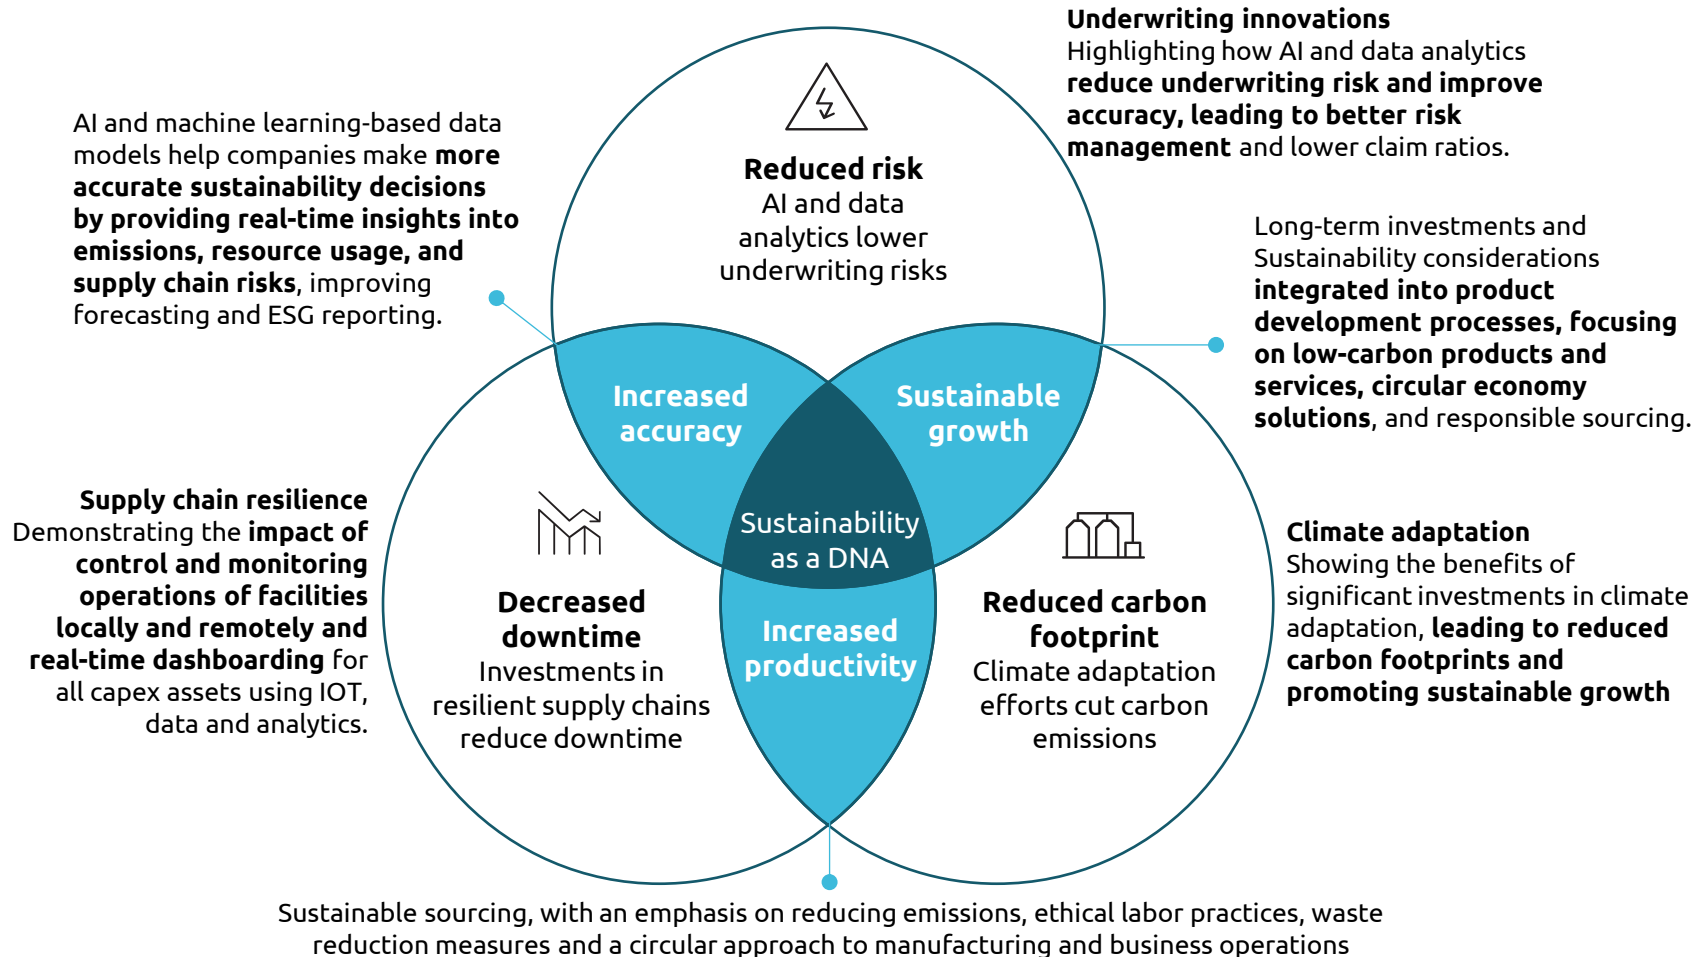 Underwriting innovations
Highlighting how AI and data analytics
reduce underwriting risk and improve
accuracy, leading to better risk
management and lower claim ratios.
AI and machine learning-based data
models help companies make more
accurate sustainability decisions
by providing real-time insights into
emissions, resource usage, and
supply chain risks, improving
forecasting and ESG reporting.
Reduced risk
AI and data
analytics lower
underwriting risks
Long-term investments and
Sustainability considerations
integrated into product
development processes, focusing
on low-carbon products and
services, circular economy
solutions, and responsible sourcing.
Increased
accuracy
Sustainable
growth
Sustainability
as a DNA
Supply chain resilience
Demonstrating the impact of
control and monitoring
operations of facilities
locally and remotely and
real-time dashboarding for
all capex assets using IOT,
data and analytics.
Decreased
downtime
Investments in
resilient supply chains
reduce downtime
Increased
productivity
Reduced carbon
footprint
Climate adaptation
efforts cut carbon
emissions
Climate adaptation
Showing the benefits of
significant investments in climate
adaptation, leading to reduced
carbon footprints and
promoting sustainable growth
Sustainable sourcing, with an emphasis on reducing emissions, ethical labor practices, waste
reduction measures and a circular approach to manufacturing and business operations